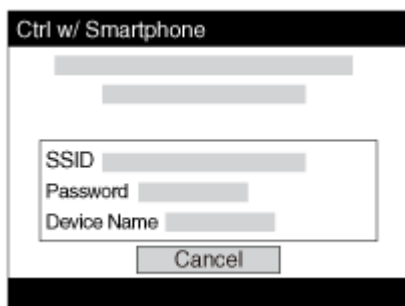 Ctrl w/ Smartphone
SSID
Password
Device Name
Cancel